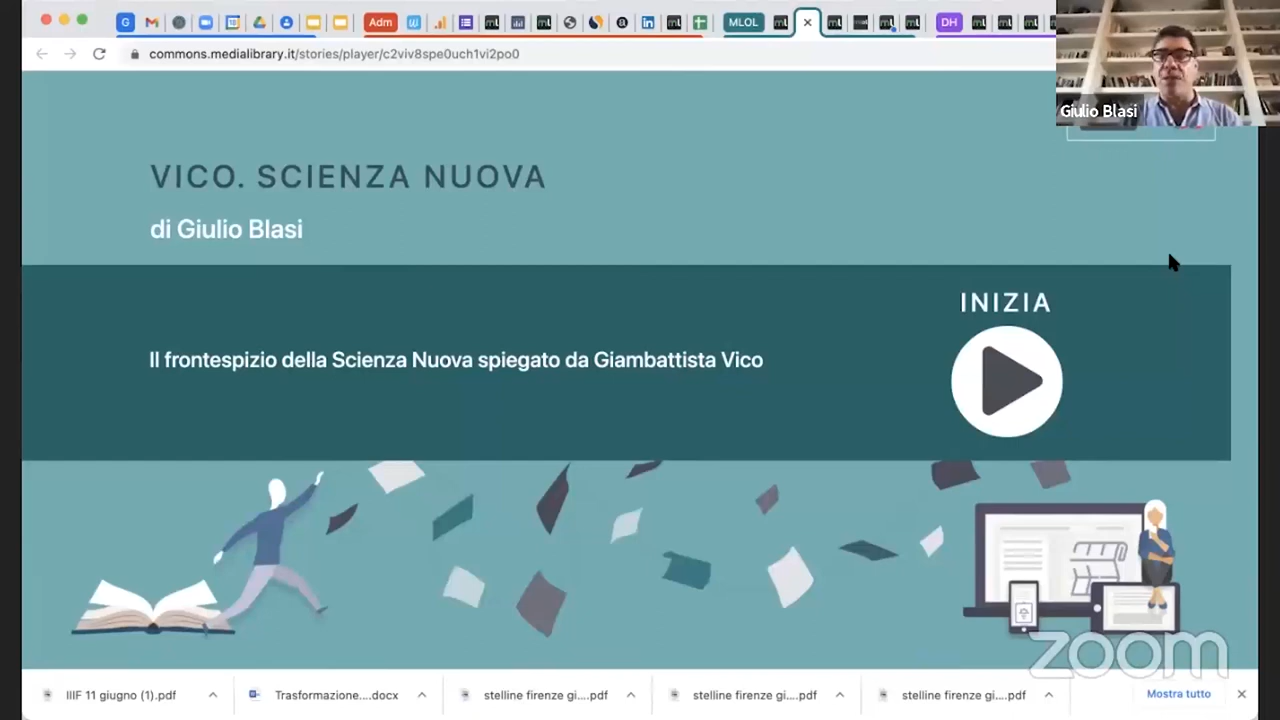 Adm
MLOL
DH
commons.medialibrary.it/stories/player/c2viv8spe0uch1vi2po0
Giulio Blasi
VICO. SCIENZA NUOVA
di Giulio Blasi
INIZIA
Il frontespizio della Scienza Nuova spiegato da Giambattista Vico
zoom
IIIF 11 giugno (1).pdf
Trasformazione....docx
stelline firenze gi....pdf
stelline firenze gi....pdf
stelline firenze gi....pdf
Mostra tutto